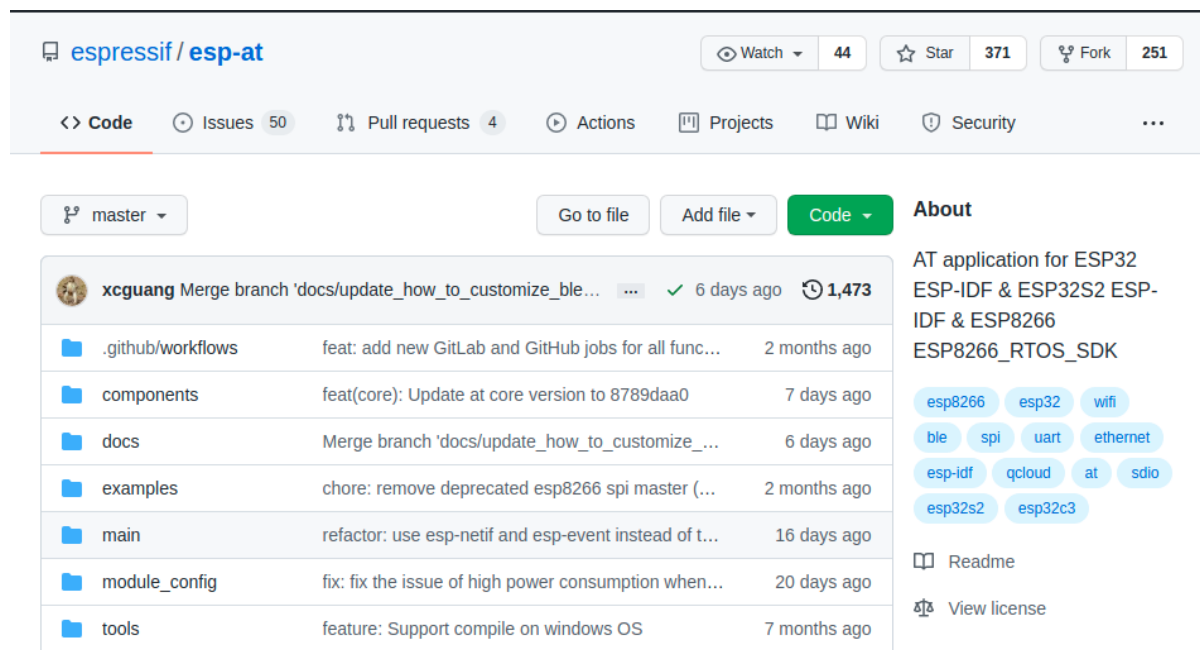 espressif / esp-at
Watch 44 Star 371 Fork 251
Code Issues 50 Pull requests 4 Actions Projects Wiki Security ...
master Go to file Add file Code
xcguang Merge branch 'docs/update_how_to_customize_ble… ... 6 days ago 1,473
.github/workflows feat: add new GitLab and GitHub jobs for all func… 2 months ago
components feat(core): Update at core version to 8789daa0 7 days ago
docs Merge branch 'docs/update_how_to_customize_… 6 days ago
examples chore: remove deprecated esp8266 spi master (… 2 months ago
main refactor: use esp-netif and esp-event instead of t… 16 days ago
module_config fix: fix the issue of high power consumption when… 20 days ago
tools feature: Support compile on windows OS 7 months ago
About
AT application for ESP32
ESP-IDF & ESP32S2 ESP-
IDF & ESP8266
ESP8266_RTOS_SDK
esp8266 esp32 wifi
ble spi uart ethernet
esp-idf qcloud at sdio
esp32s2 esp32c3
Readme
View license